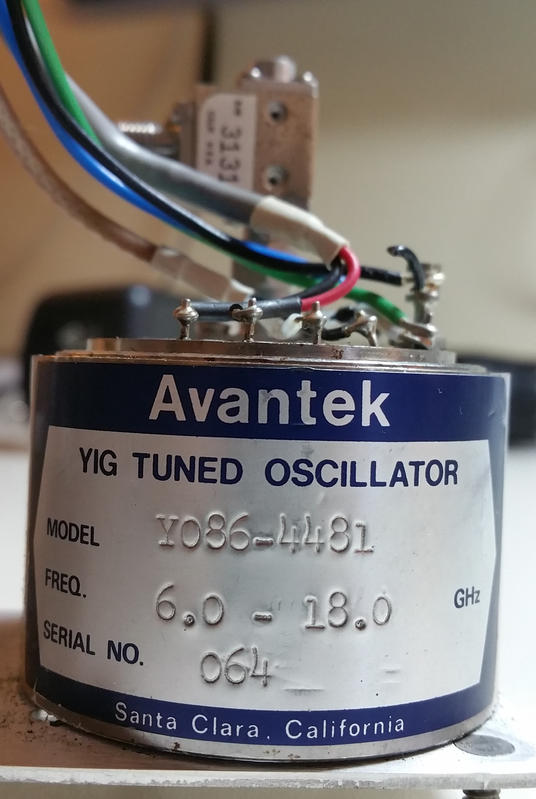 3131
Avantek
YIG TUNED OSCILLATOR
MODEL YO86-4481
FREQ. 6.0 - 18.0 GHz
SERIAL NO. 064
Santa Clara, California